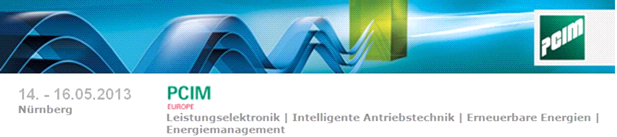 PCIM
14. - 16.05.2013
PCIM
Nürnberg
EUROPE
Leistungselektronik | Intelligente Antriebstechnik | Erneuerbare Energien |
Energiemanagement